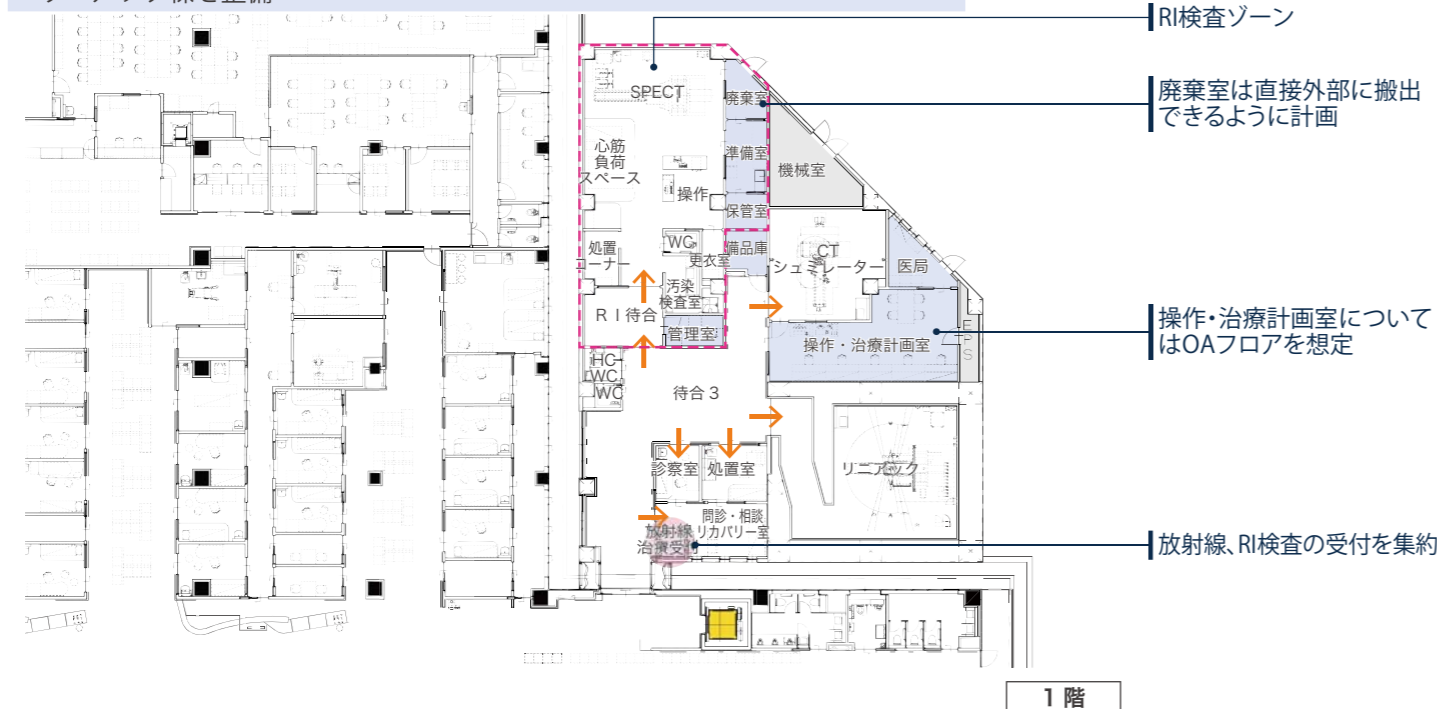 RI検査ゾーン
廃棄室は直接外部に搬出
できるように計画
操作・治療計画室について
はOAフロアを想定
放射線、RI検査の受付を集約
SPECT
廃棄室
心筋
負荷
スペース
準備室
機械室
操作
保管室
処置
コーナー
WC
更衣室
備品庫
CT
シュミレーター
医局
汚染
検査室
RI待合
管理室
操作・治療計画室
EPS
HC
WC
WC
待合3
診察室
処置室
リニアック
問診・相談
リカバリー室
放射線
治療受付
1階